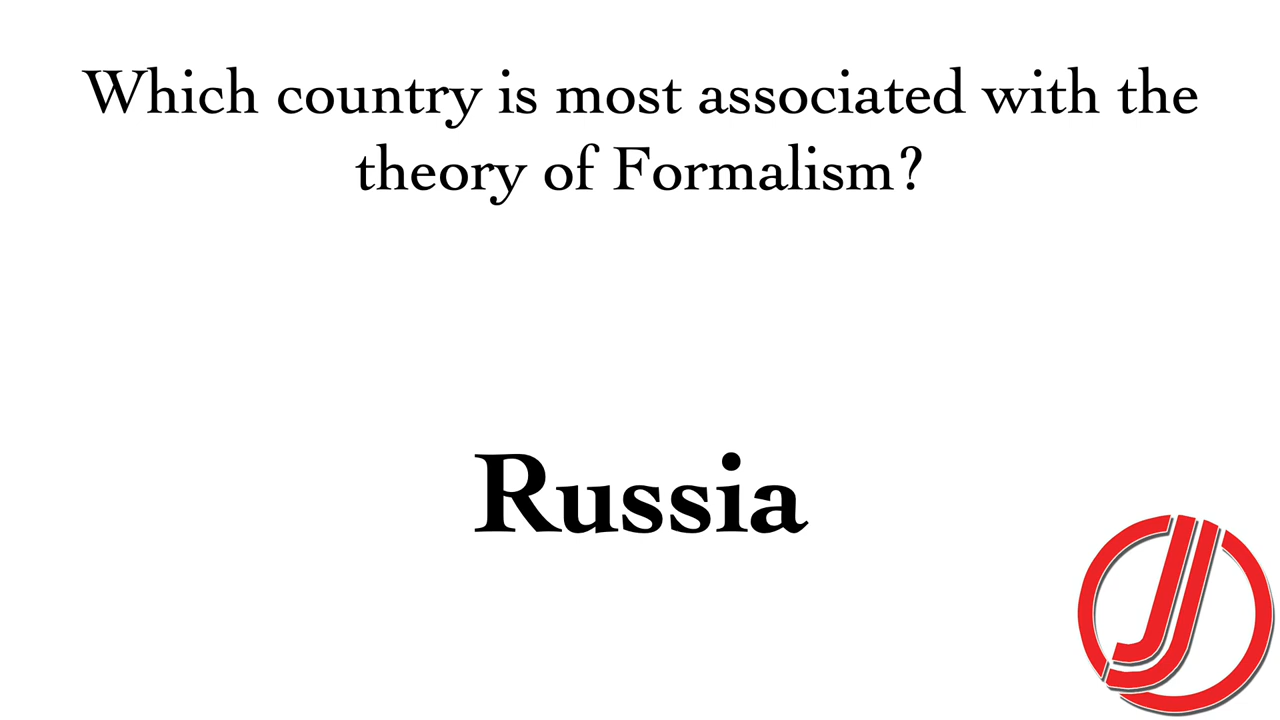 Which country is most associated with the
theory of Formalism?
Russia